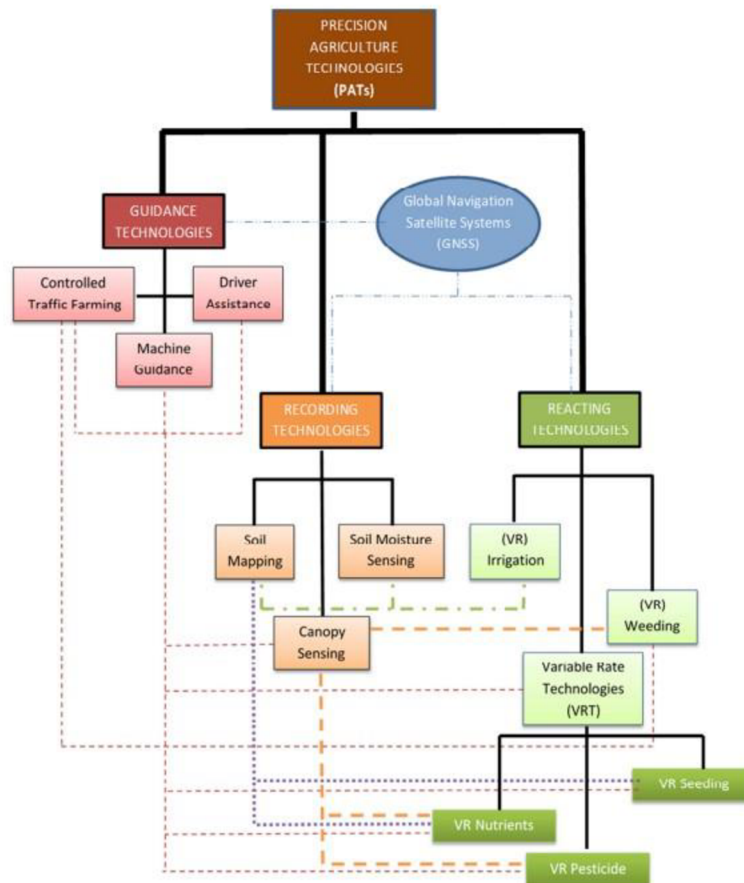 PRECISION
AGRICULTURE
TECHNOLOGIES
(PATs)
GUIDANCE
TECHNOLOGIES
Global Navigation
Satellite Systems
(GNSS)
Controlled
Traffic Farming
Driver
Assistance
Machine
Guidance
RECORDING
TECHNOLOGIES
REACTING
TECHNOLOGIES
Soil
Mapping
Soil Moisture
Sensing
(VR)
Irrigation
(VR)
Weeding
Canopy
Sensing
Variable Rate
Technologies
(VRT)
VR Seeding
VR Nutrients
VR Pesticide